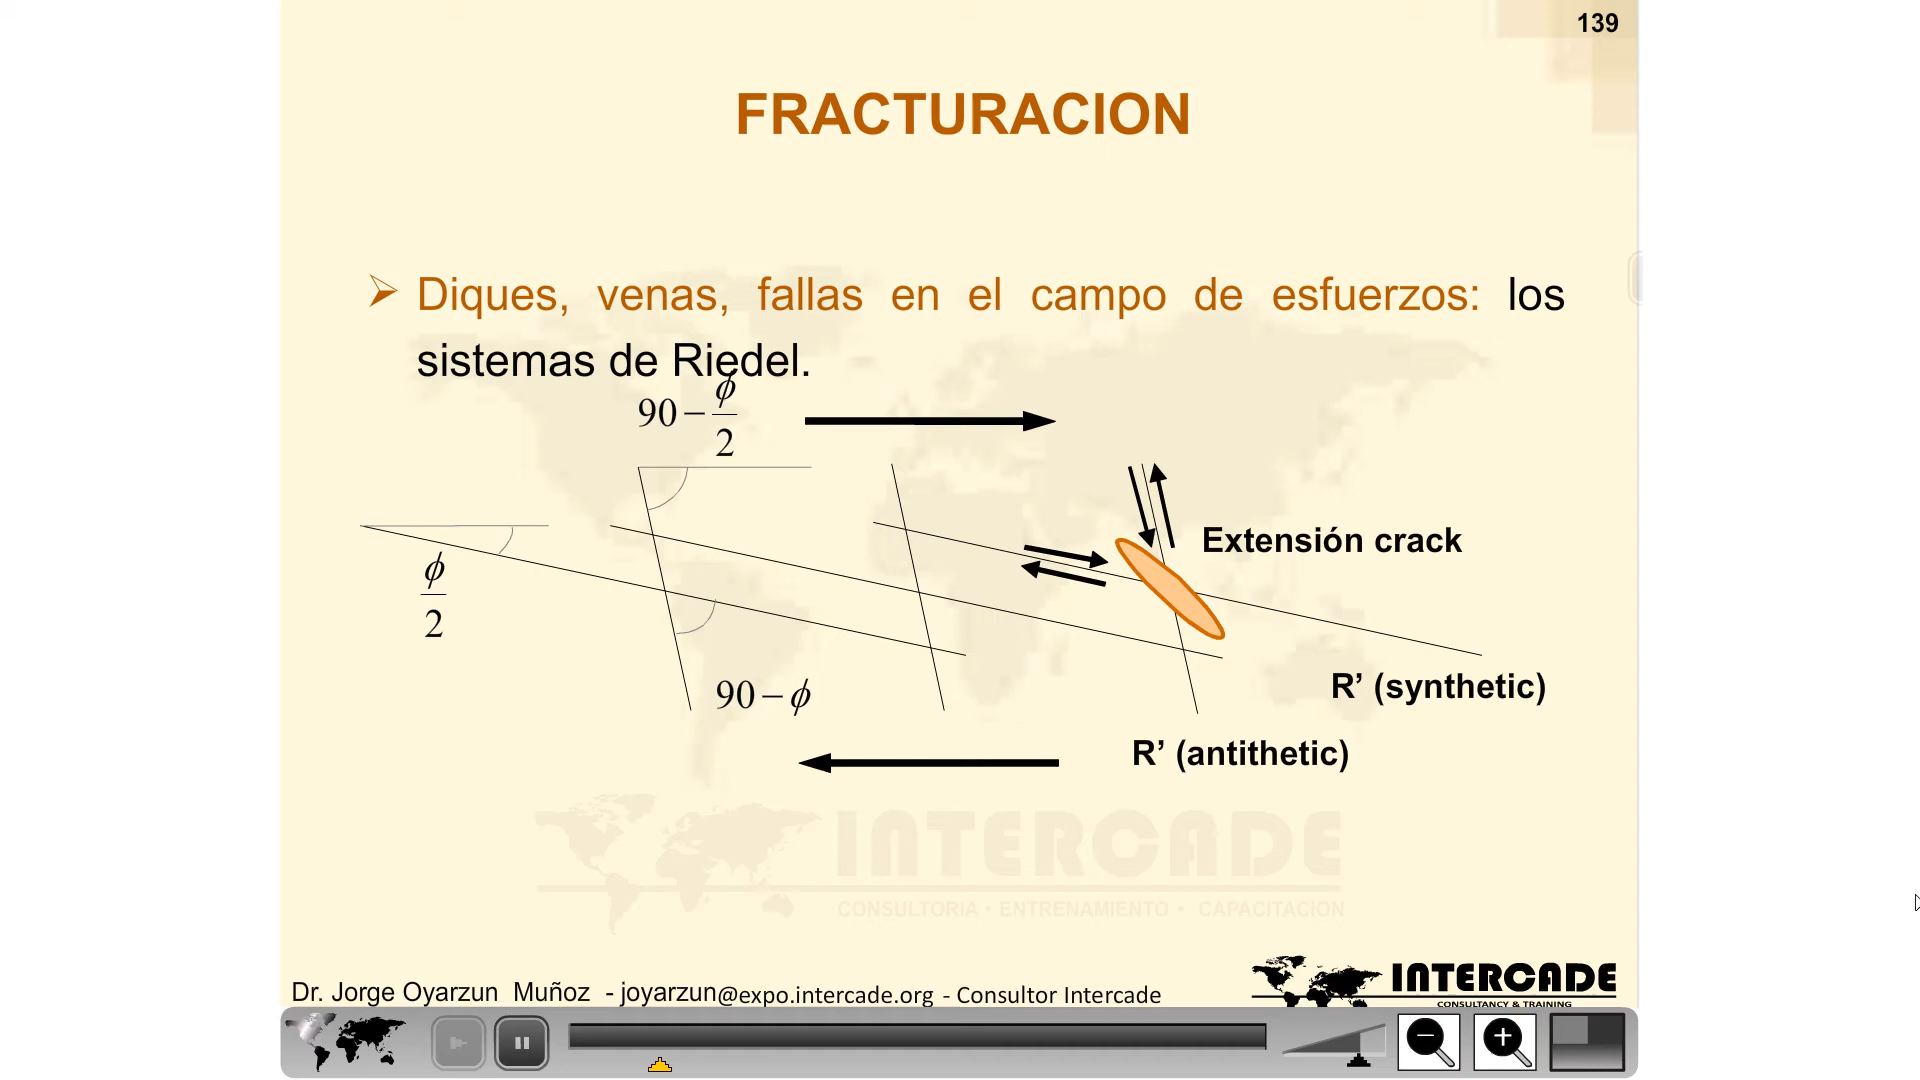 139
FRACTURACION
➢ Diques, venas, fallas en el campo de esfuerzos: los
sistemas de Riedel.
90 − ϕ/2
Extensión crack
ϕ/2
R’ (synthetic)
90 − ϕ
R’ (antithetic)
INTERCADE
CONSULTORIA • ENTRENAMIENTO • CAPACITACION
INTERCADE
CONSULTANCY & TRAINING
Dr. Jorge Oyarzun Muñoz - joyarzun@expo.intercade.org - Consultor Intercade